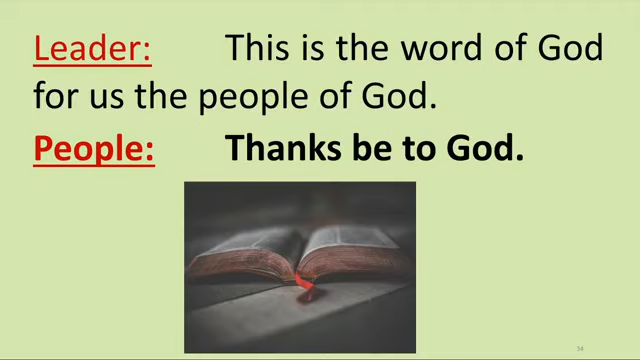 Leader: This is the word of God
for us the people of God.
People: Thanks be to God.
34